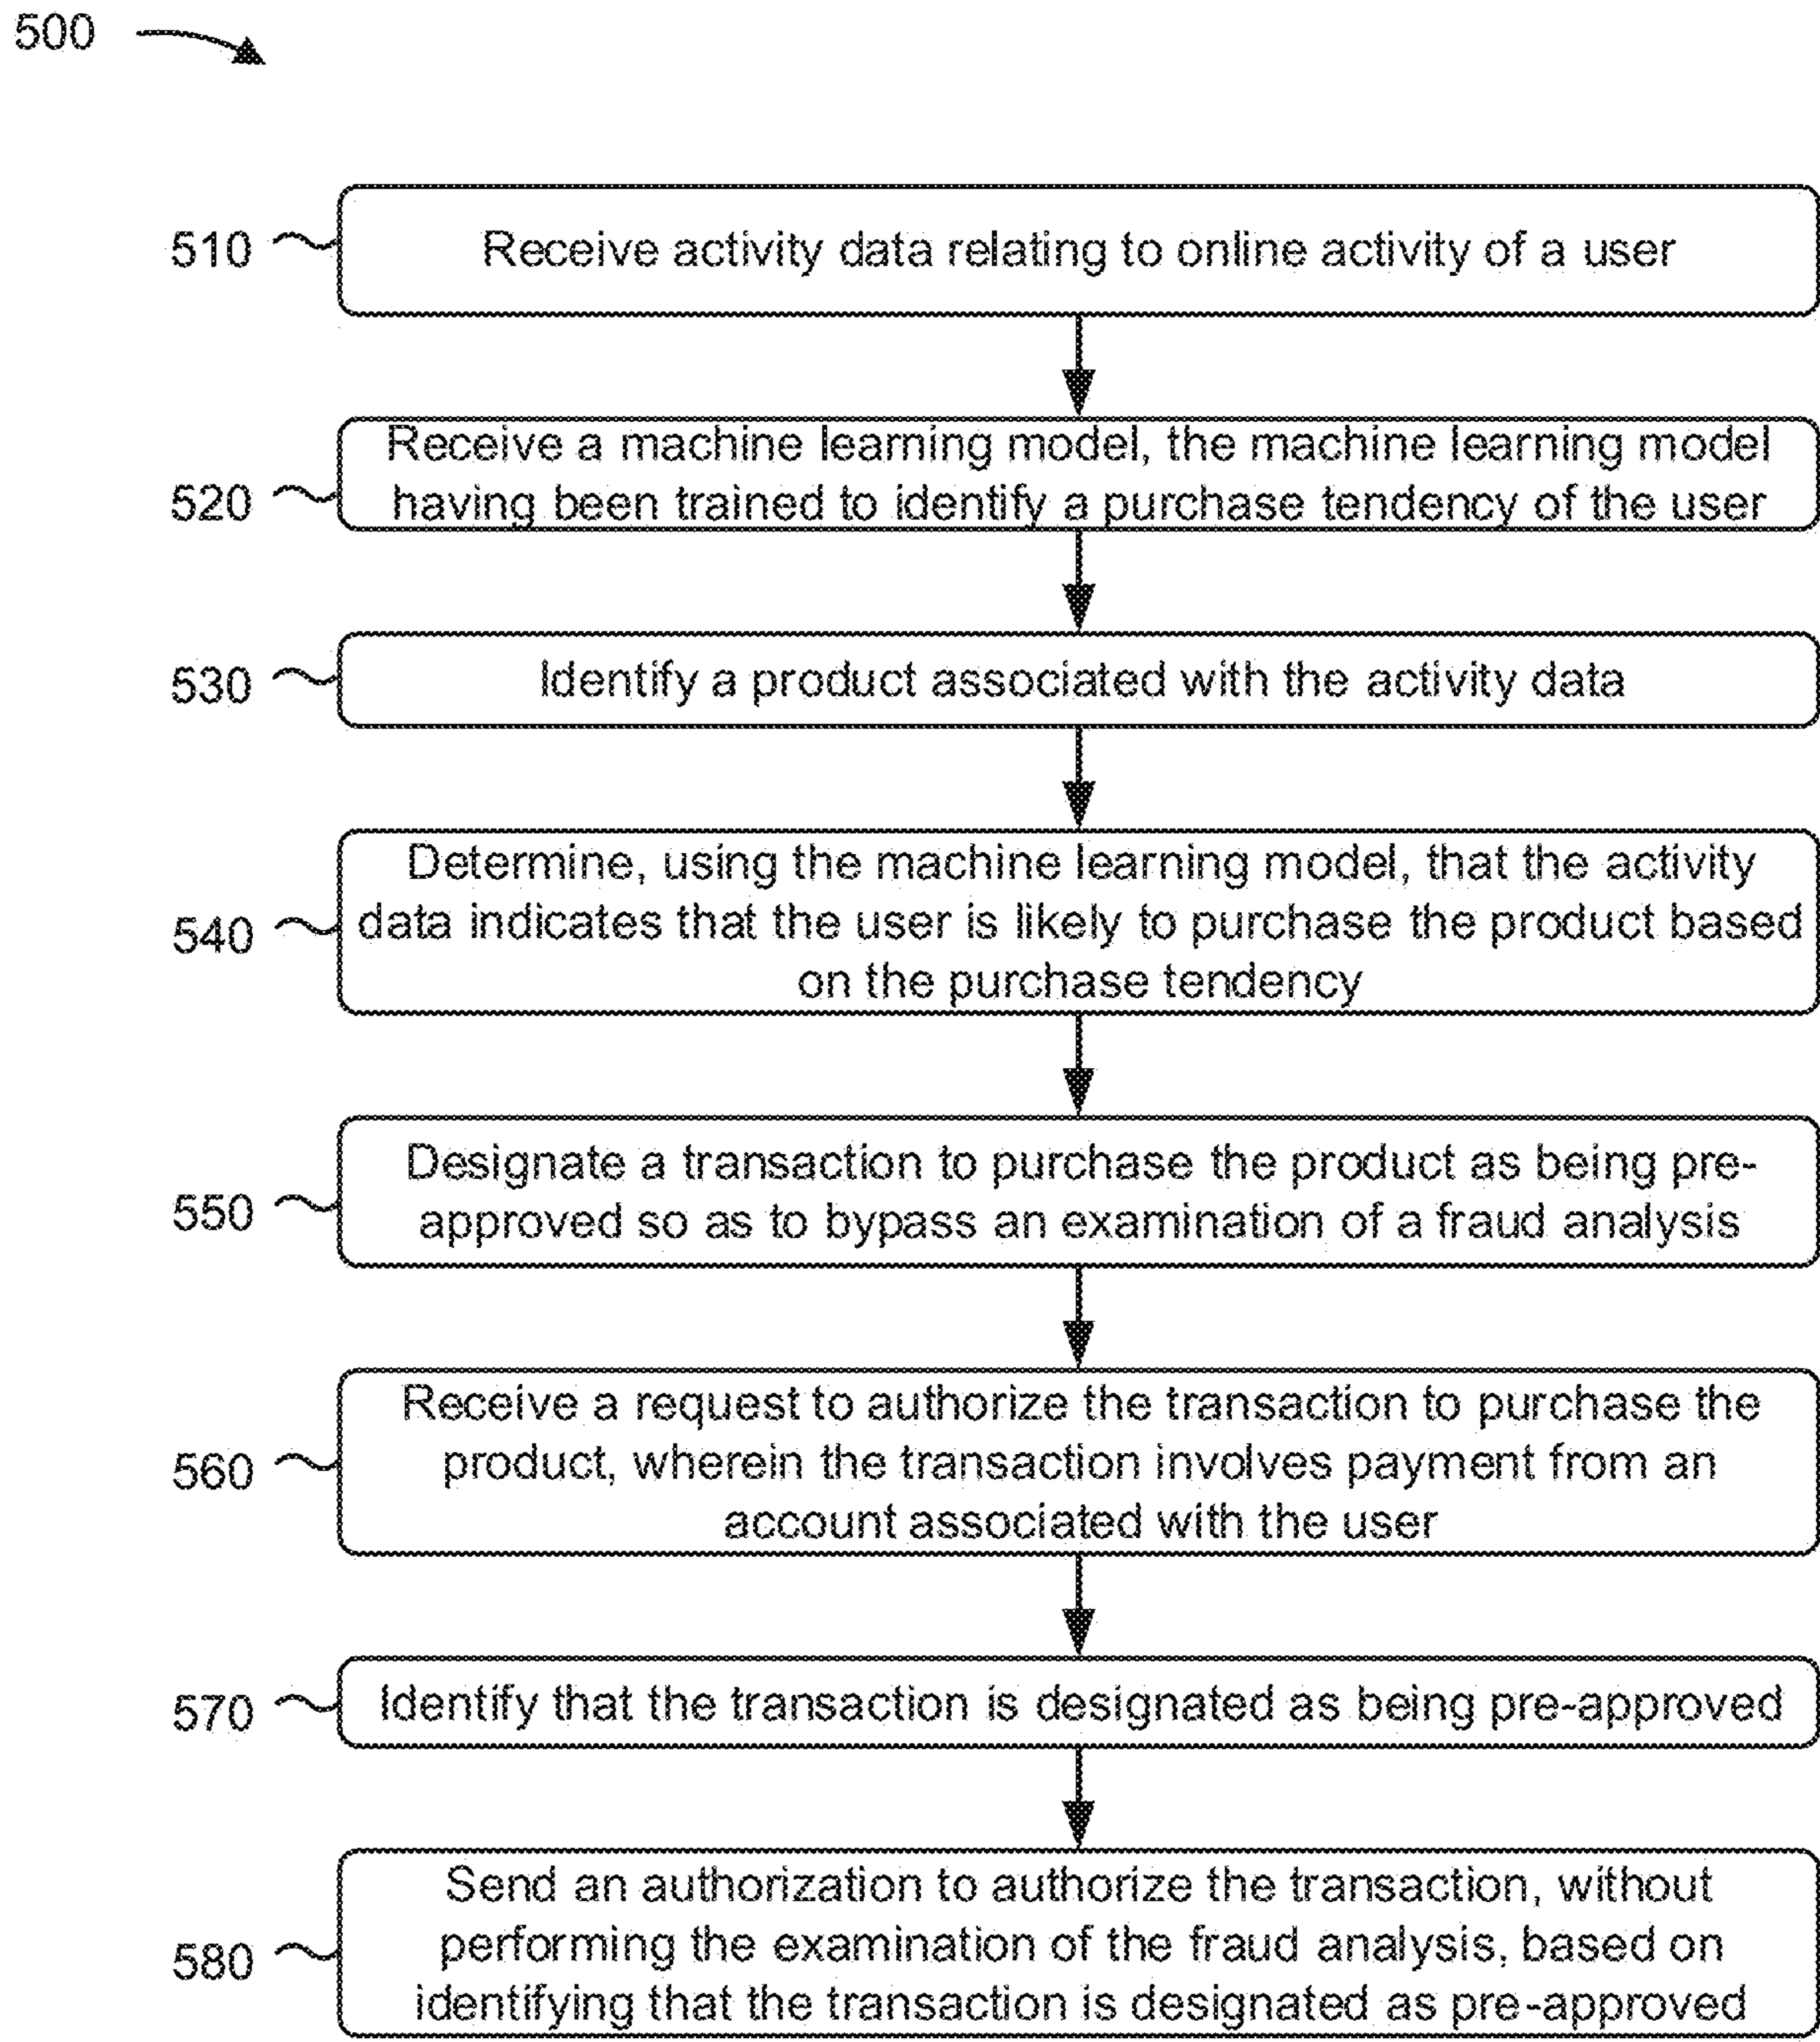 500
510
Receive activity data relating to online activity of a user
520
Receive a machine learning model, the machine learning model
having been trained to identify a purchase tendency of the user
530
Identify a product associated with the activity data
540
Determine, using the machine learning model, that the activity
data indicates that the user is likely to purchase the product based
on the purchase tendency
550
Designate a transaction to purchase the product as being pre-
approved so as to bypass an examination of a fraud analysis
560
Receive a request to authorize the transaction to purchase the
product, wherein the transaction involves payment from an
account associated with the user
570
Identify that the transaction is designated as being pre-approved
580
Send an authorization to authorize the transaction, without
performing the examination of the fraud analysis, based on
identifying that the transaction is designated as pre-approved